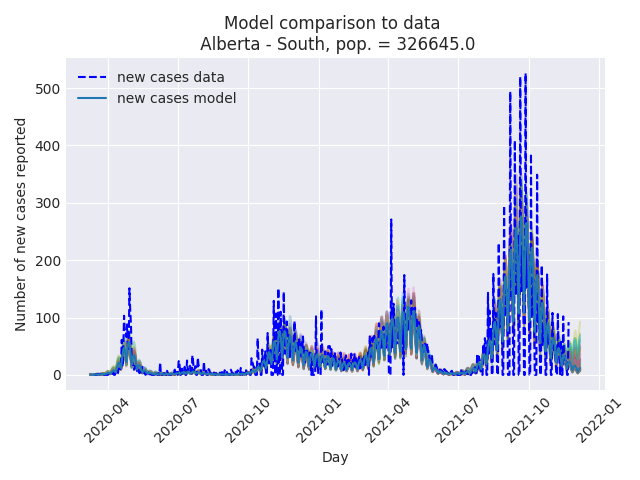 Model comparison to data
Alberta - South, pop. = 326645.0
new cases data
new cases model
Number of new cases reported
500
400
300
200
100
0
2020-04
2020-07
2020-10
2021-01
2021-04
2021-07
2021-10
2022-01
Day